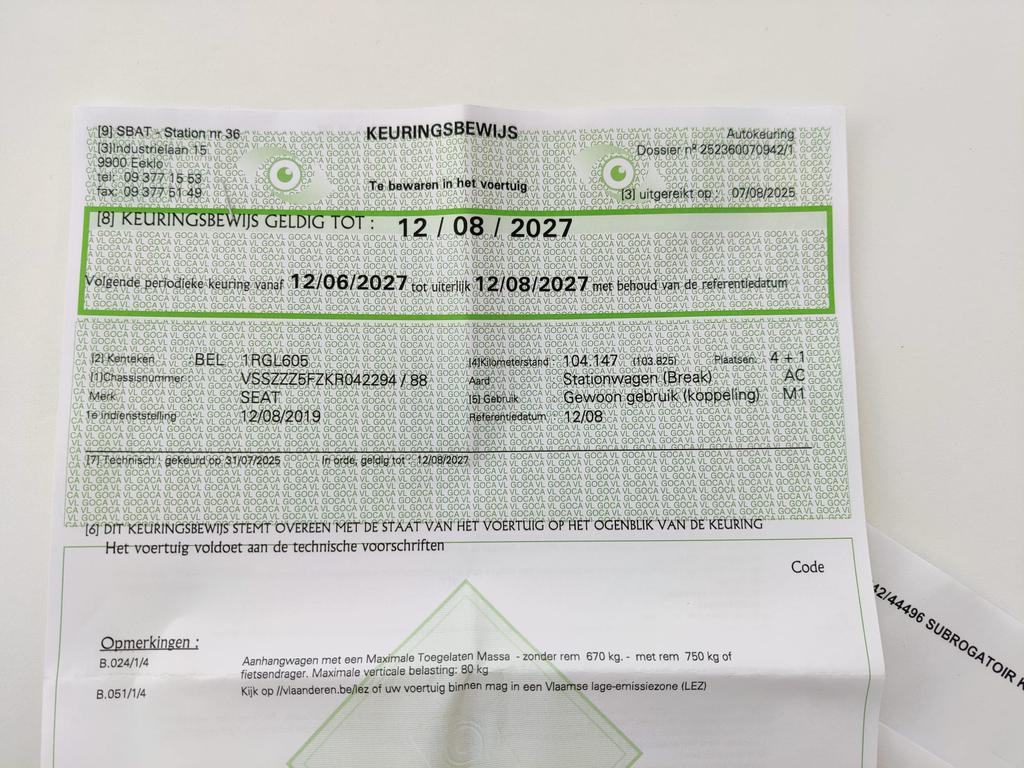 [9] SBAT - Station nr 36
KEURINGSBEWIJS
Autokeuring
[3]Industrielaan 15
Dossier nº 252360070942/1
9900 Eeklo
tel: 09 377 15 53
Te bewaren in het voertuig
fax: 09 377 51 49
[3] uitgereikt op : 07/08/2025
[8] KEURINGSBEWIJS GELDIG TOT : 12 / 08 / 2027
Volgende periodieke keuring vanaf 12/06/2027 tot uiterlijk 12/08/2027 met behoud van de referentiedatum
[2] Kenteken : BEL 1RGL605
[4]Kilometerstand : 104.147 (103.825) Plaatsen: 4 + 1
[1]Chassisnummer : VSSZZZ5FZKR042294 / 88
Aard : Stationwagen (Break) AC
Merk : SEAT
[5] Gebruik : Gewoon gebruik (koppeling) M1
1e indienststelling : 12/08/2019
Referentiedatum : 12/08
[7] Technisch : gekeurd op 31/07/2025 In orde, geldig tot : 12/08/2027
[6] DIT KEURINGSBEWIJS STEMT OVEREEN MET DE STAAT VAN HET VOERTUIG OP HET OGENBLIK VAN DE KEURING
Het voertuig voldoet aan de technische voorschriften
Code
Opmerkingen :
B.024/1/4 Aanhangwagen met een Maximale Toegelaten Massa - zonder rem 670 kg. - met rem 750 kg of
fietsendrager. Maximale verticale belasting: 80 kg
B.051/1/4 Kijk op //vlaanderen.be/lez of uw voertuig binnen mag in een Vlaamse lage-emissiezone (LEZ)
42/44496 SUBROGATOIR